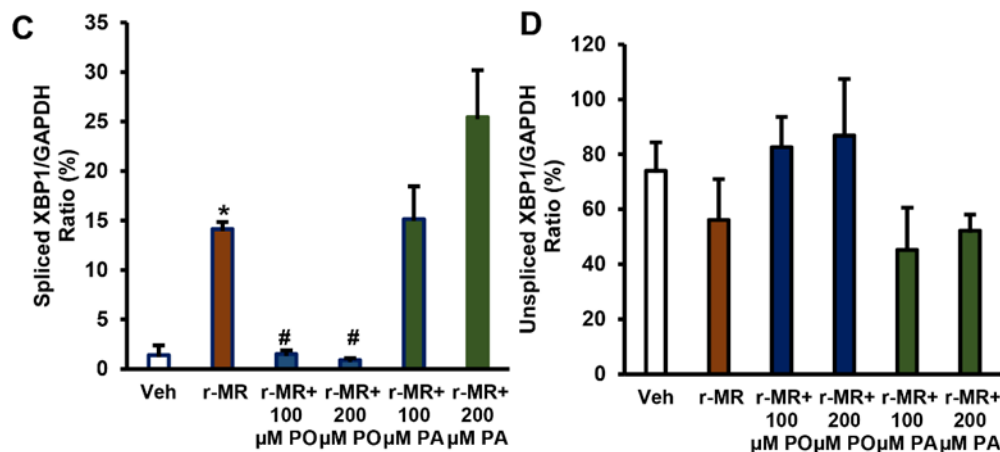 C
Spliced XBP1/GAPDH
Ratio (%)
35
30
25
20
15
10
5
0
*
#
#
Veh
r-MR
r-MR+
100
µM PO
r-MR+
200
µM PO
r-MR+
100
µM PA
r-MR+
200
µM PA
D
Unspliced XBP1/GAPDH
Ratio (%)
120
100
80
60
40
20
0
Veh
r-MR
r-MR+
100
µM PO
r-MR+
200
µM PO
r-MR+
100
µM PA
r-MR+
200
µM PA